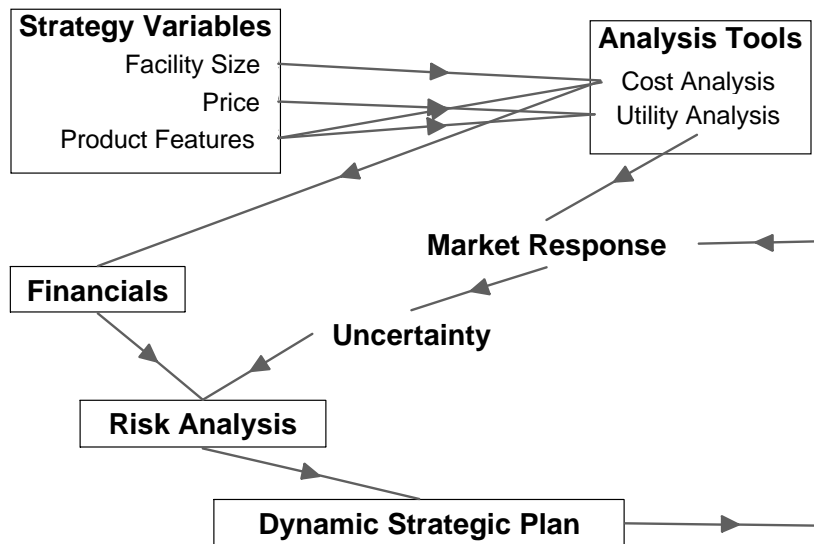 Strategy Variables
Facility Size
Price
Product Features
Analysis Tools
Cost Analysis
Utility Analysis
Market Response
Financials
Uncertainty
Risk Analysis
Dynamic Strategic Plan